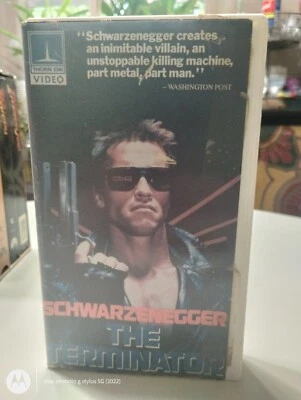 THORN EMI
VIDEO
"Schwarzenegger creates
an inimitable villain, an
unstoppable killing machine,
part metal, part man."
– WASHINGTON POST
SCHWARZENEGGER
THE
TERMINATOR